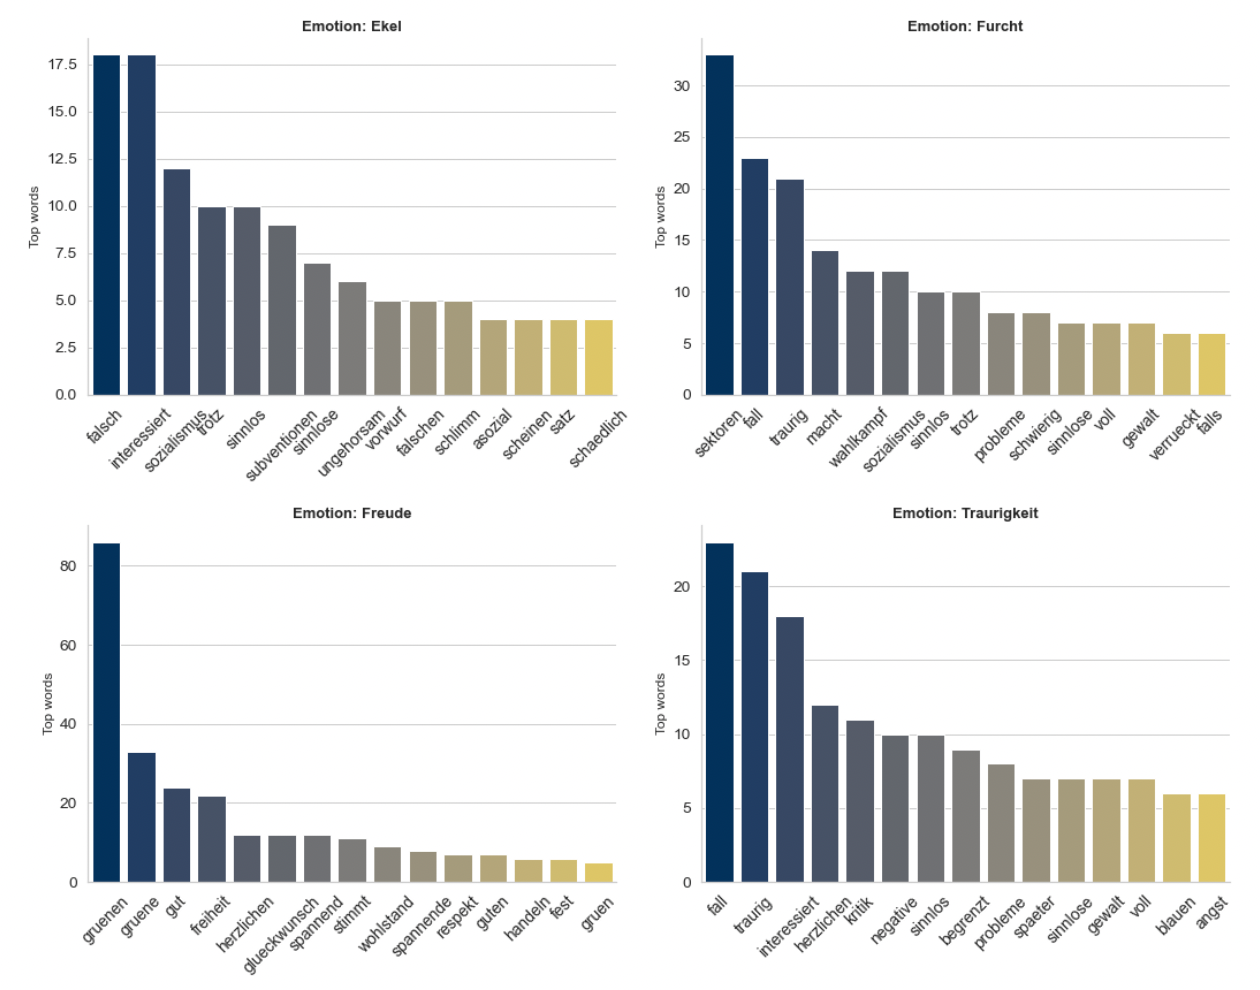 Emotion: Ekel
Top words
17.5
15.0
12.5
10.0
7.5
5.0
2.5
0.0
falsch
interessiert
sozialismus
trotz
sinnlos
subventionen
sinnlose
ungehorsam
vorwurf
falschen
schlimm
asozial
scheinen
satz
schaedlich
Emotion: Furcht
Top words
30
25
20
15
10
5
0
sektoren
fall
traurig
macht
wahlkampf
sozialismus
sinnlos
trotz
probleme
schwierig
sinnlose
voll
gewalt
verrueckt
falls
Emotion: Freude
Top words
80
60
40
20
0
gruenen
gruene
gut
freiheit
herzlichen
glueckwunsch
spannend
stimmt
wohlstand
spannende
respekt
guten
handeln
fest
gruen
Emotion: Traurigkeit
Top words
20
15
10
5
0
fall
traurig
interessiert
herzlichen
kritik
negative
sinnlos
begrenzt
probleme
spaeter
sinnlose
gewalt
voll
blauen
angst